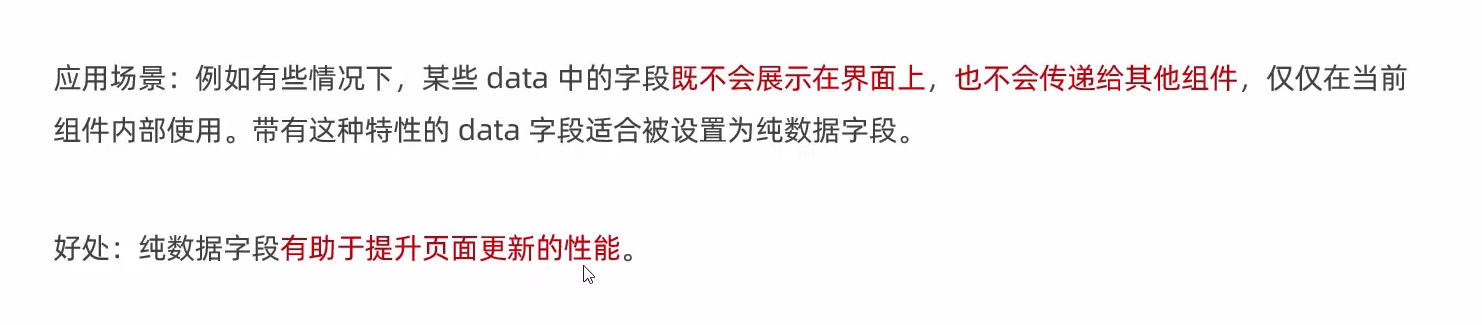 应用场景：例如有些情况下，某些 data 中的字段既不会展示在界面上，也不会传递给其他组件，仅仅在当前
组件内部使用。带有这种特性的 data 字段适合被设置为纯数据字段。
好处：纯数据字段有助于提升页面更新的性能。